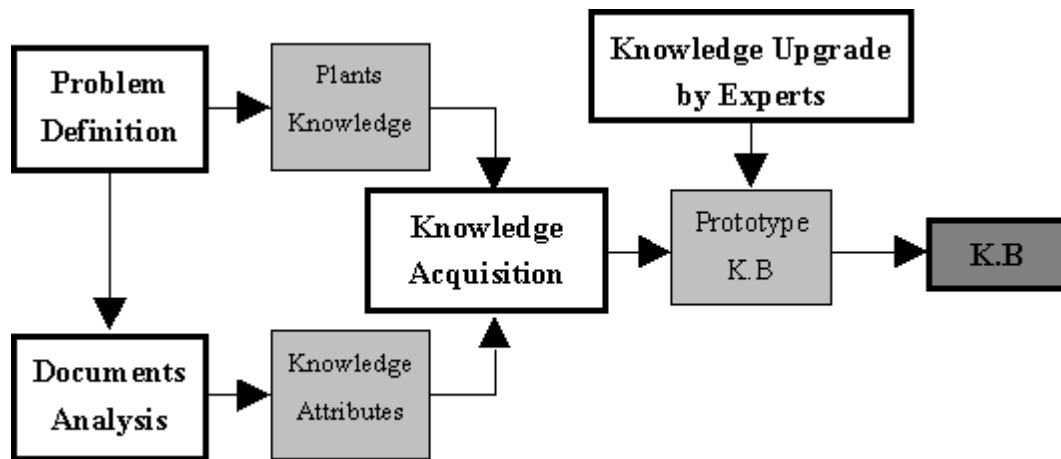 Problem
Definition
Plants
Knowledge
Knowledge Upgrade
by Experts
Knowledge
Acquisition
Prototype
K.B
K.B
Documents
Analysis
Knowledge
Attributes